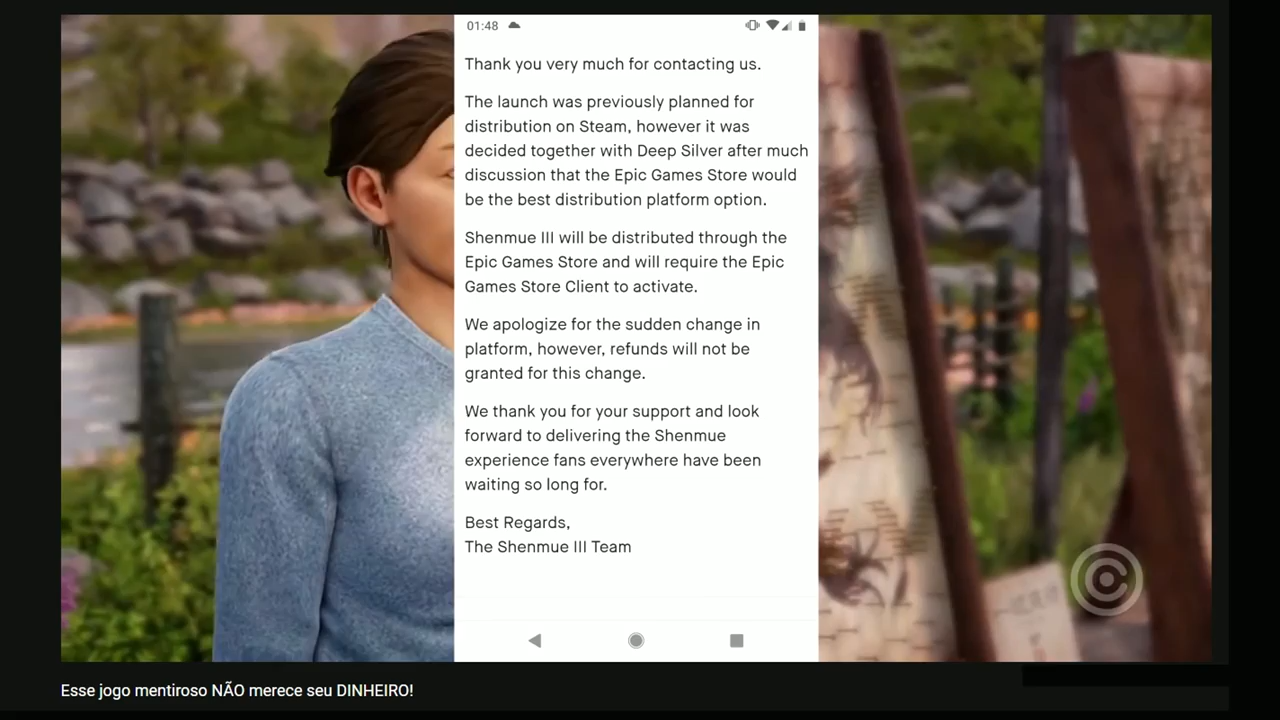 01:48
Thank you very much for contacting us.
The launch was previously planned for
distribution on Steam, however it was
decided together with Deep Silver after much
discussion that the Epic Games Store would
be the best distribution platform option.
Shenmue III will be distributed through the
Epic Games Store and will require the Epic
Games Store Client to activate.
We apologize for the sudden change in
platform, however, refunds will not be
granted for this change.
We thank you for your support and look
forward to delivering the Shenmue
experience fans everywhere have been
waiting so long for.
Best Regards,
The Shenmue III Team
Esse jogo mentiroso NÃO merece seu DINHEIRO!